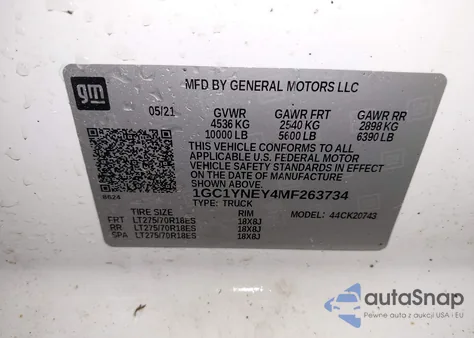 gm
MFD BY GENERAL MOTORS LLC
05/21 GVWR GAWR FRT GAWR RR
4536 KG 2540 KG 2898 KG
10000 LB 5600 LB 6390 LB
THIS VEHICLE CONFORMS TO ALL
APPLICABLE U.S. FEDERAL MOTOR
VEHICLE SAFETY STANDARDS IN EFFECT
ON THE DATE OF MANUFACTURE
8624 1GC1YNEY4MF263734
TYPE: TRUCK
TIRE SIZE RIM MODEL: 44CK20743
FRT LT275/70R18ES 18X8J
RR LT275/70R18ES 18X8J
SPA LT275/70R18ES 18X8J
autoSnap
Pewne auta z aukcji USA i EU